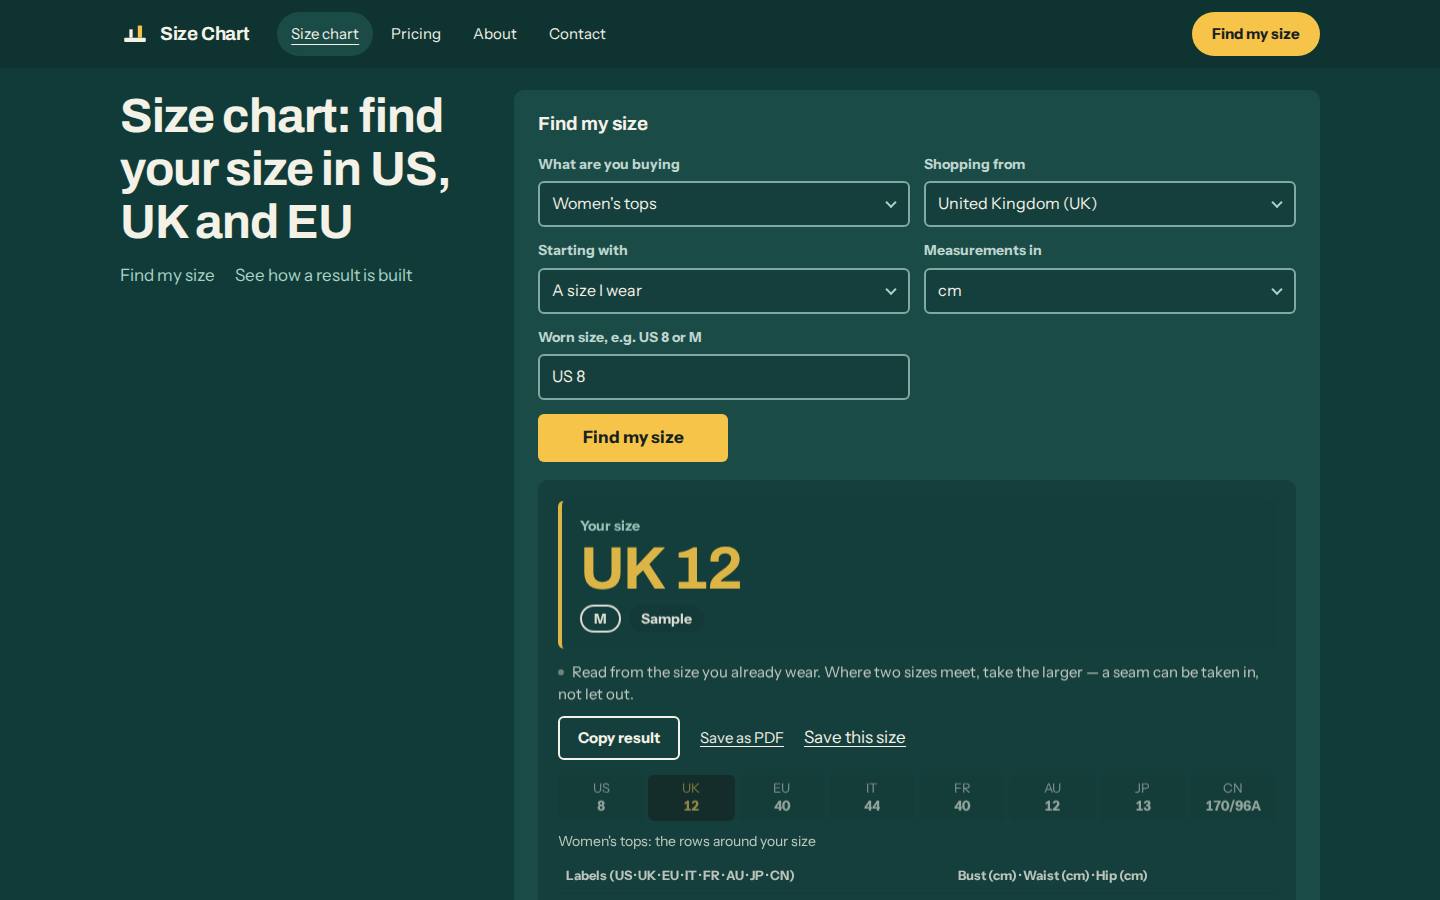 Size Chart
Size chart
Pricing
About
Contact
Find my size
Size chart: find
your size in US,
UK and EU
Find my size
See how a result is built
Find my size
What are you buying
Shopping from
Women's tops
United Kingdom (UK)
Starting with
Measurements in
A size I wear
cm
Worn size, e.g. US 8 or M
US 8
Find my size
Your size
UK 12
M
Sample
Read from the size you already wear. Where two sizes meet, take the larger — a seam can be taken in,
not let out.
Copy result
Save as PDF
Save this size
US
UK
EU
IT
FR
AU
JP
CN
8
12
40
44
40
12
13
170/96A
Women's tops: the rows around your size
Labels (US·UK·EU·IT·FR·AU·JP·CN)
Bust (cm)·Waist (cm)·Hip (cm)